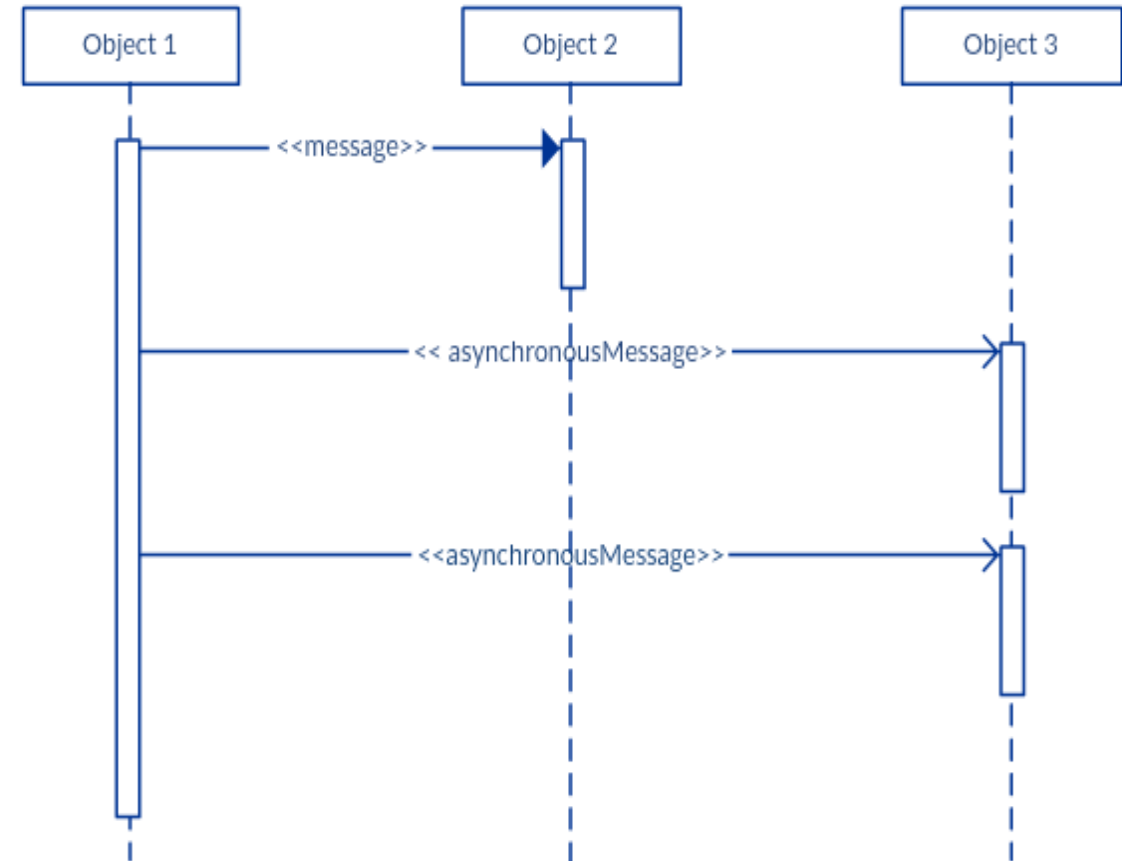 Object 1
Object 2
Object 3
<<message>>
<< asynchronousMessage>>
<<asynchronousMessage>>